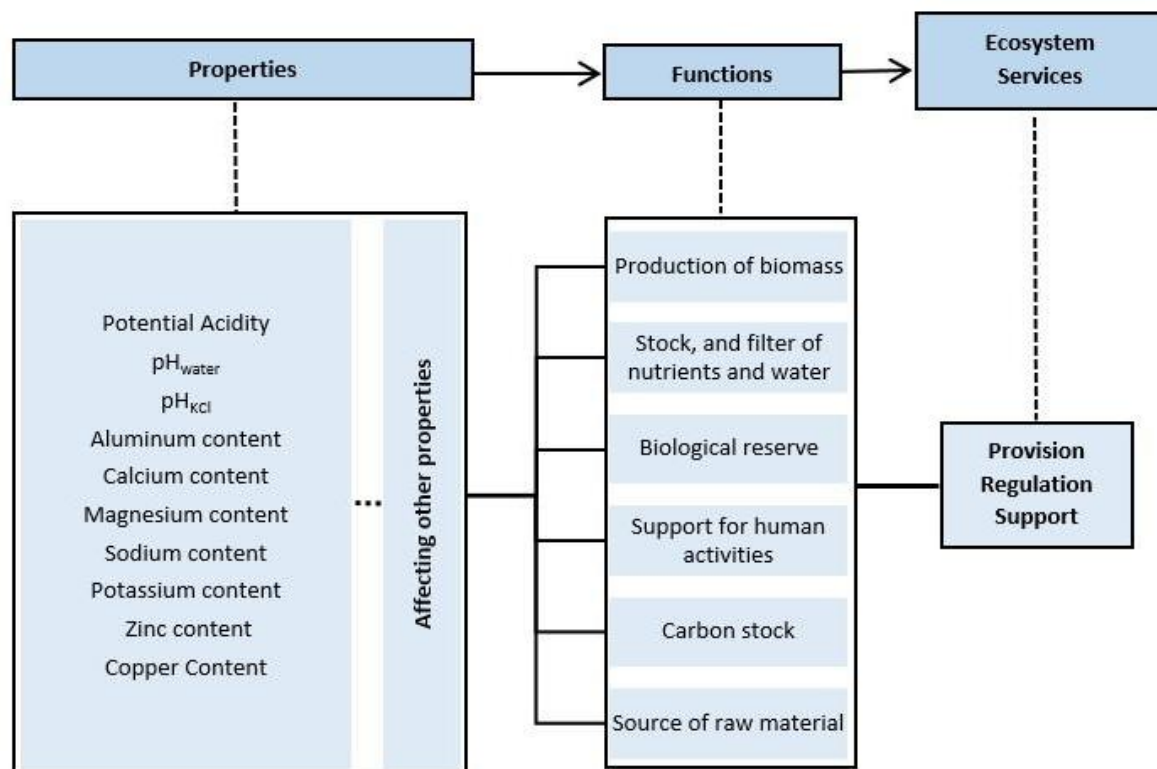 Properties
Functions
Ecosystem
Services
Potential Acidity
pHwater
pHKCl
Aluminum content
Calcium content
Magnesium content
Sodium content
Potassium content
Zinc content
Copper Content
...
Affecting other properties
Production of biomass
Stock, and filter of
nutrients and water
Biological reserve
Support for human
activities
Carbon stock
Source of raw material
Provision
Regulation
Support